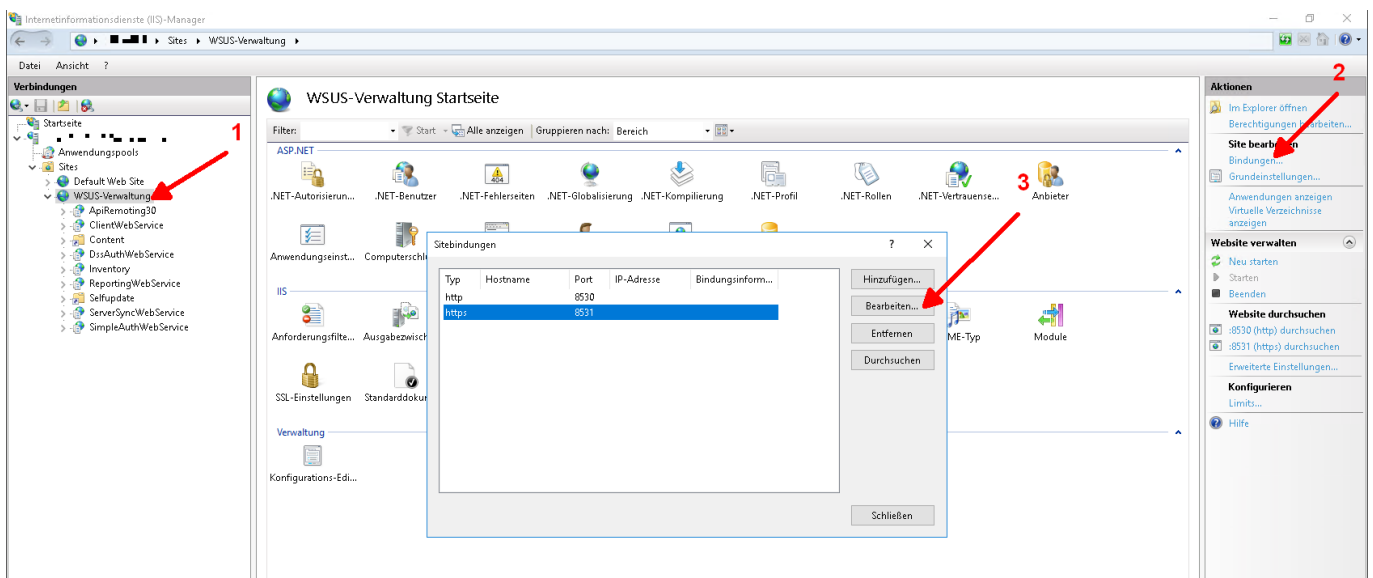 Internetinformationsdienste (IIS)-Manager
Sites
WSUS-Verwaltung
Datei Ansicht ?
Verbindungen
Startseite
Anwendungspools
Sites
Default Web Site
WSUS-Verwaltung
ApiRemoting30
ClientWebService
Content
DssAuthWebService
Inventory
ReportingWebService
Selfupdate
ServerSyncWebService
SimpleAuthWebService
1
WSUS-Verwaltung Startseite
Filter: Start Alle anzeigen Gruppieren nach: Bereich
ASP.NET
.NET-Autorisierun... .NET-Benutzer .NET-Fehlerseiten .NET-Globalisierung .NET-Kompilierung .NET-Profil .NET-Rollen .NET-Vertrauense... Anbieter
404
3
Anwendungseinst... Computerschlü
IIS
Anforderungsfilte... Ausgabezwisch ME-Typ Module
SSL-Einstellungen Standarddokum
Verwaltung
Konfigurations-Edi...
Sitebindungen ?
Typ Hostname Port IP-Adresse Bindungsinform...
http 8530
https 8531
Hinzufügen...
Bearbeiten...
Entfernen
Durchsuchen
Schließen
2
Aktionen
Im Explorer öffnen
Berechtigungen bearbeiten...
Site bearbeiten
Bindungen...
Grundeinstellungen...
Anwendungen anzeigen
Virtuelle Verzeichnisse
anzeigen
Website verwalten
Neu starten
Starten
Beenden
Website durchsuchen
:8530 (http) durchsuchen
:8531 (https) durchsuchen
Erweiterte Einstellungen...
Konfigurieren
Limits...
Hilfe